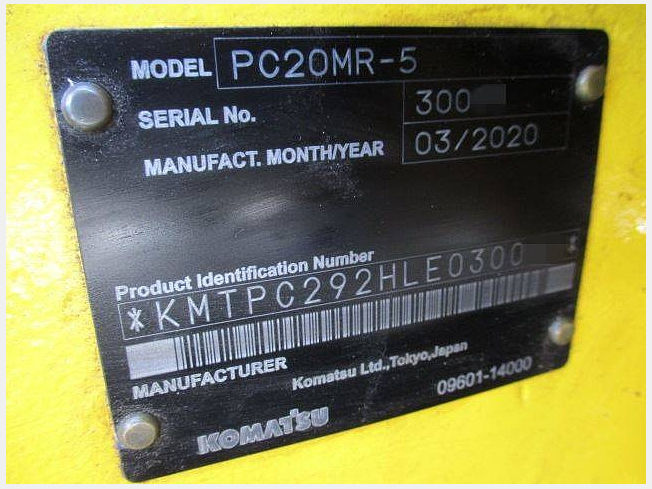 MODEL PC20MR-5
SERIAL No. 300
MANUFACT. MONTH/YEAR 03/2020
Product Identification Number
*KMTPC292HLE0300 *
MANUFACTURER
Komatsu Ltd.,Tokyo,Japan
09601-14000
KOMATSU